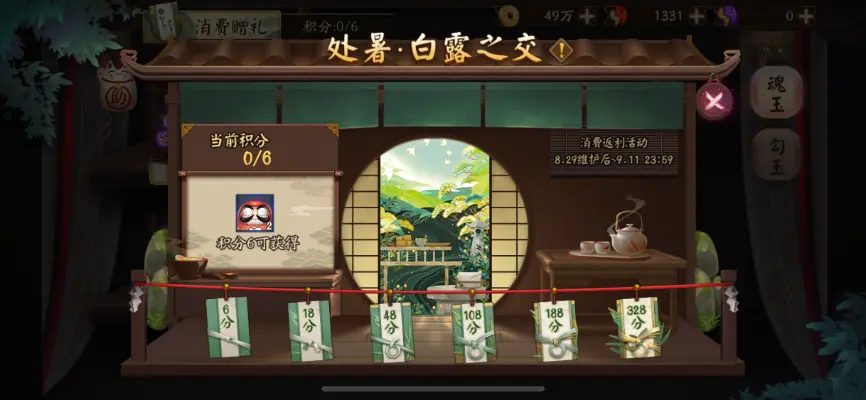 消费赠礼
积分:0/6
49万
1331
0
处暑·白露之交
!
助
魂玉
勾玉
当前积分
0/6
2
积分6可获得
消费返利活动
8.29维护后~9.11 23:59
6分
18分
48分
108分
188分
328分